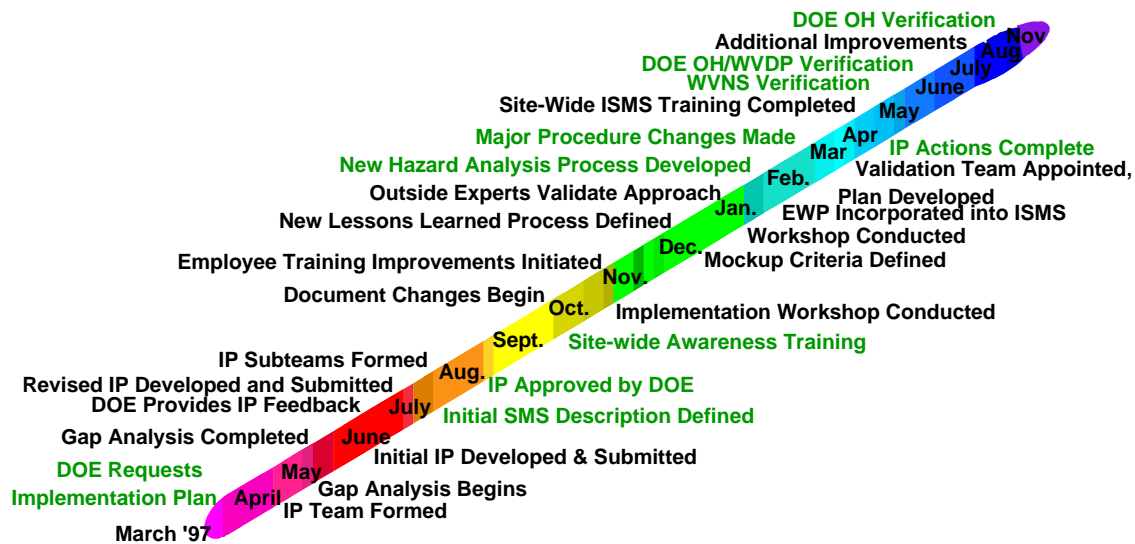 DOE OH Verification
Nov
Additional Improvements
Aug
DOE OH/WVDP Verification
July
WVNS Verification
June
Site-Wide ISMS Training Completed
May
Major Procedure Changes Made
Apr
IP Actions Complete
New Hazard Analysis Process Developed
Mar
Validation Team Appointed,
Plan Developed
Feb.
Outside Experts Validate Approach
EWP Incorporated into ISMS
Jan.
New Lessons Learned Process Defined
Workshop Conducted
Dec.
Mockup Criteria Defined
Employee Training Improvements Initiated
Nov.
Document Changes Begin
Oct.
Implementation Workshop Conducted
Sept.
Site-wide Awareness Training
IP Subteams Formed
Aug.
Revised IP Developed and Submitted
IP Approved by DOE
DOE Provides IP Feedback
July
Initial SMS Description Defined
Gap Analysis Completed
June
Initial IP Developed & Submitted
DOE Requests
Implementation Plan
May
Gap Analysis Begins
April
IP Team Formed
March '97